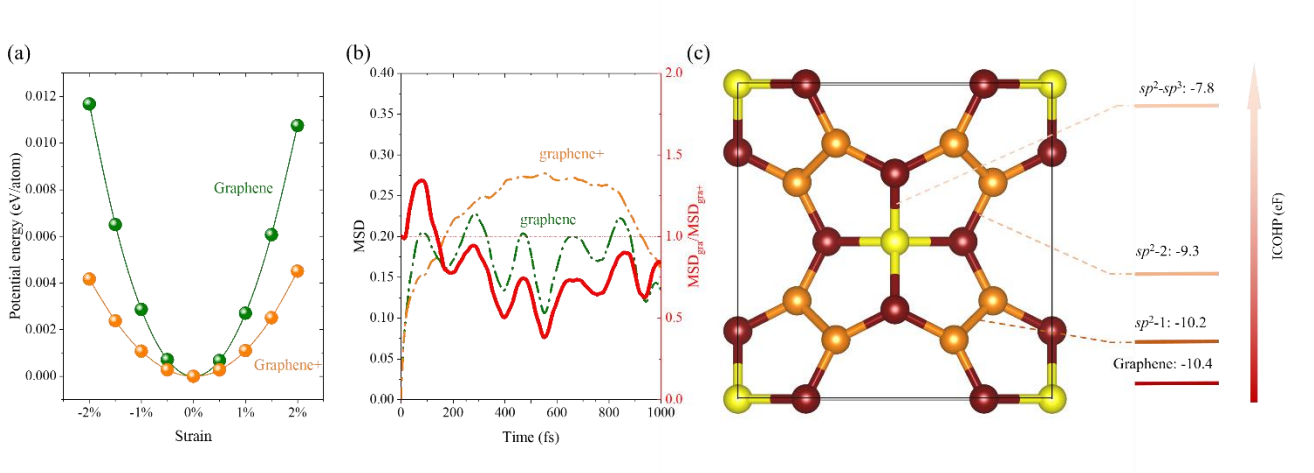 (a)
Potential energy (eV/atom)
0.012
0.010
0.008
0.006
0.004
0.002
0.000
Graphene
Graphene+
-2%
-1%
0%
1%
2%
Strain
(b)
MSD
0.40
0.35
0.30
0.25
0.20
0.15
0.10
0.05
0.00
graphene+
graphene
0
200
400
600
800
1000
Time (fs)
2.0
1.5
1.0
0.5
0.0
MSDgra/MSDgra+
(c)
sp2-sp3: -7.8
sp2-2: -9.3
sp2-1: -10.2
Graphene: -10.4
ICOHP (eF)